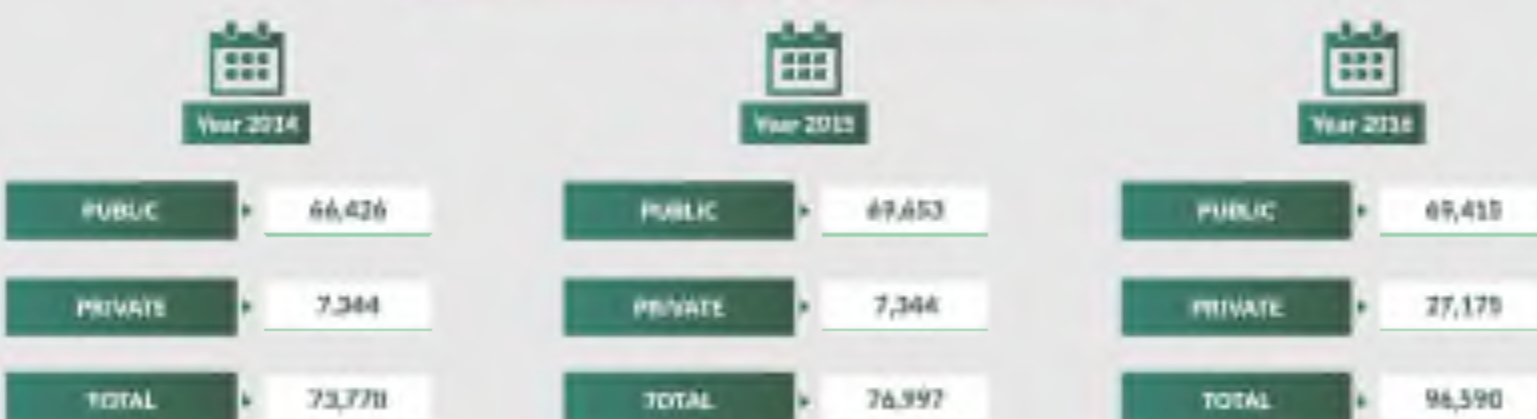 Year 2014 Year 2015 Year 2016
PUBLIC 66,426 PUBLIC 69,653 PUBLIC 69,415
PRIVATE 7,344 PRIVATE 7,344 PRIVATE 27,175
TOTAL 73,770 TOTAL 76,997 TOTAL 96,590